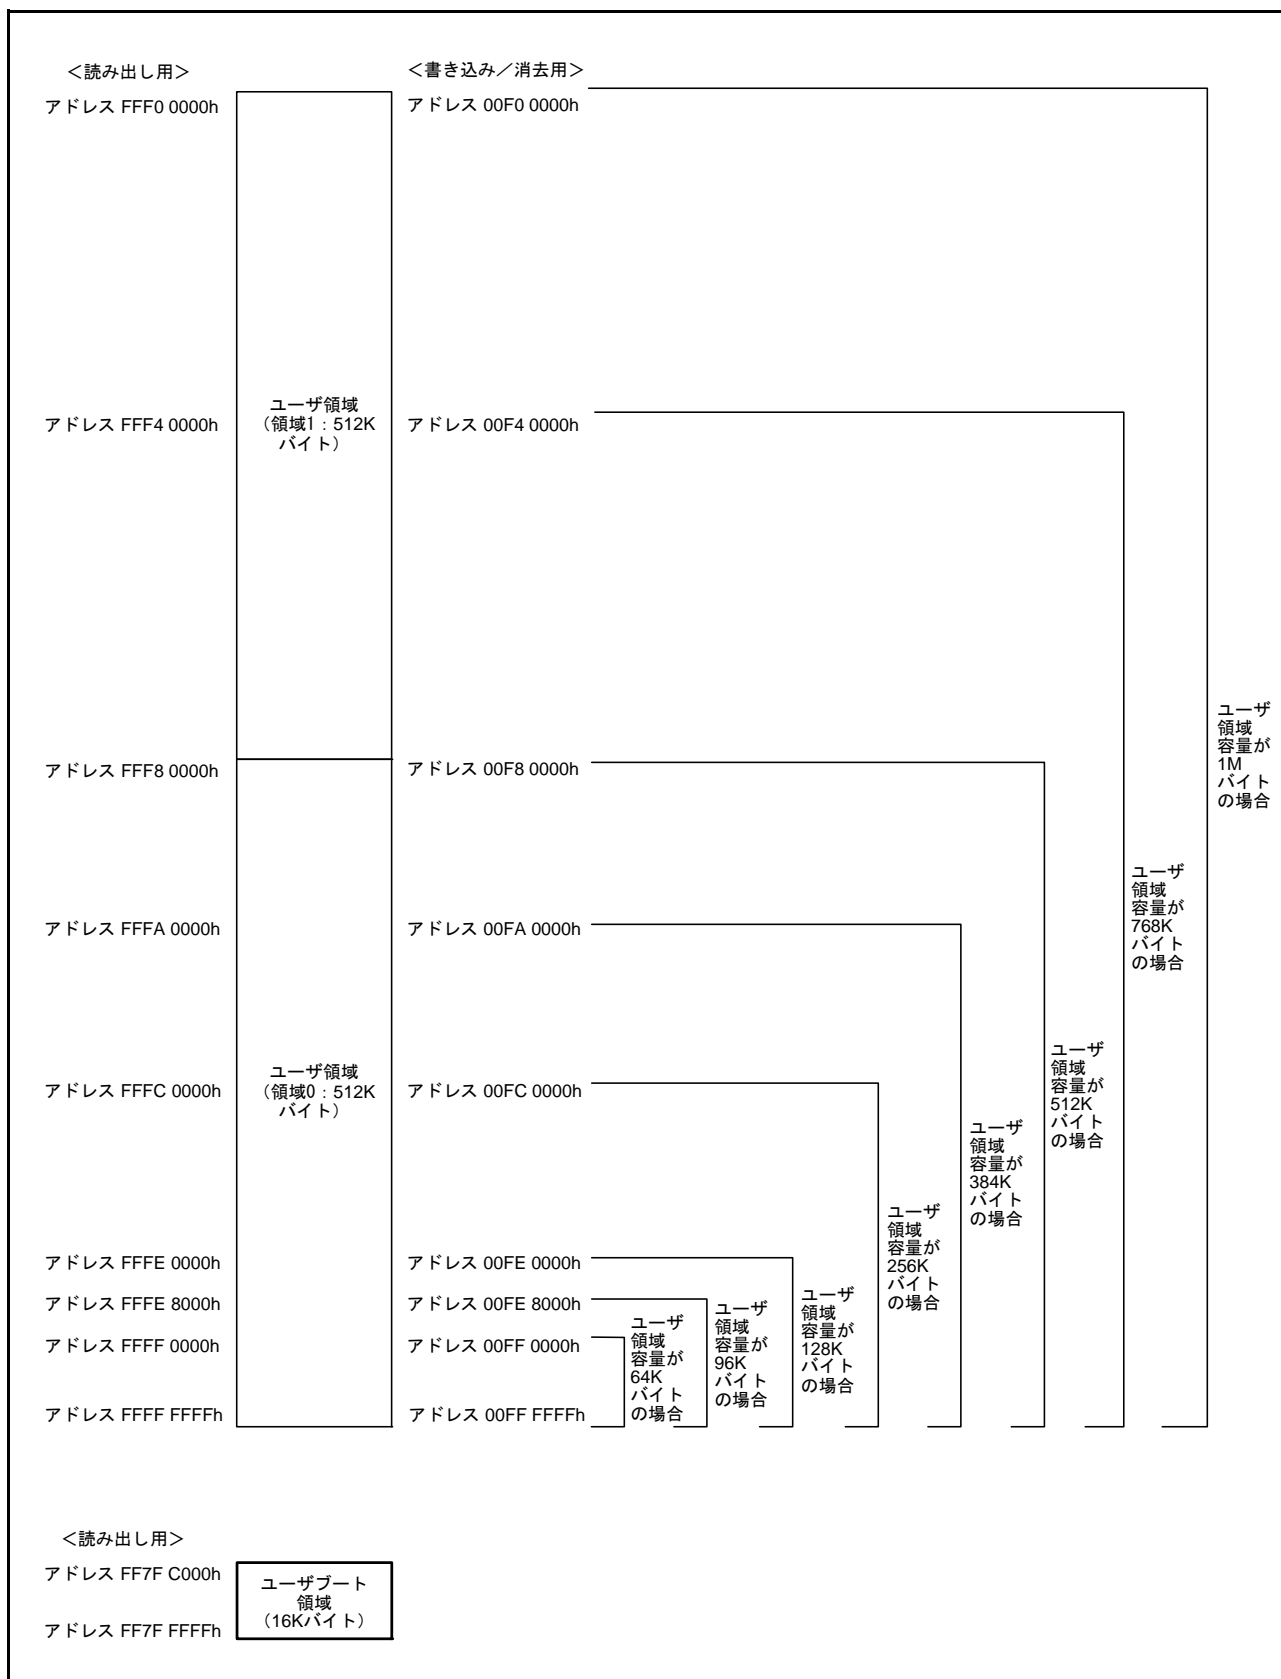 ＜読み出し用＞
＜書き込み／消去用＞
アドレス FFF0 0000h
アドレス 00F0 0000h
アドレス FFF4 0000h
ユーザ領域
（領域1：512K
バイト）
アドレス 00F4 0000h
アドレス FFF8 0000h
アドレス 00F8 0000h
アドレス FFFA 0000h
アドレス 00FA 0000h
アドレス FFFC 0000h
ユーザ領域
（領域0：512K
バイト）
アドレス 00FC 0000h
アドレス FFFE 0000h
アドレス 00FE 0000h
アドレス FFFE 8000h
アドレス 00FE 8000h
アドレス FFFF 0000h
アドレス 00FF 0000h
アドレス FFFF FFFFh
アドレス 00FF FFFFh
ユーザ
領域
容量が
64K
バイト
の場合
ユーザ
領域
容量が
96K
バイト
の場合
ユーザ
領域
容量が
128K
バイト
の場合
ユーザ
領域
容量が
256K
バイト
の場合
ユーザ
領域
容量が
384K
バイト
の場合
ユーザ
領域
容量が
512K
バイト
の場合
ユーザ
領域
容量が
768K
バイト
の場合
ユーザ
領域
容量が
1M
バイト
の場合
＜読み出し用＞
アドレス FF7F C000h
ユーザブート
領域
（16Kバイト）
アドレス FF7F FFFFh